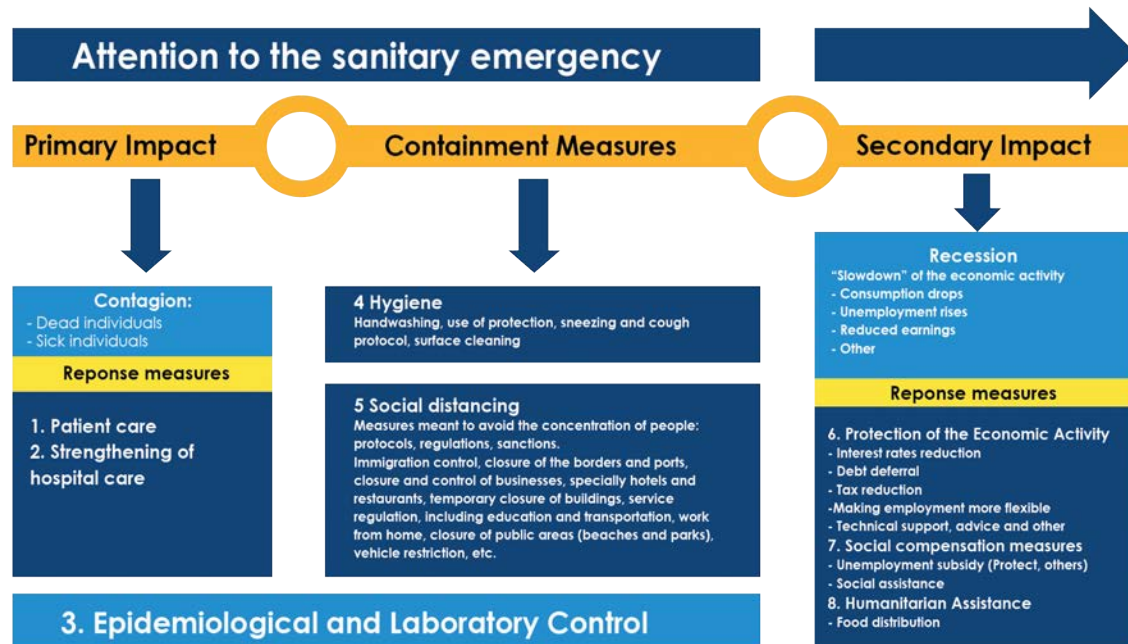 Attention to the sanitary emergency
Primary Impact
Containment Measures
Secondary Impact
Contagion:
- Dead individuals
- Sick individuals
Reponse measures
1. Patient care
2. Strengthening of
hospital care
4 Hygiene
Handwashing, use of protection, sneezing and cough
protocol, surface cleaning
5 Social distancing
Measures meant to avoid the concentration of people:
protocols, regulations, sanctions.
Immigration control, closure of the borders and ports,
closure and control of businesses, specially hotels and
restaurants, temporary closure of buildings, service
regulation, including education and transportation, work
from home, closure of public areas (beaches and parks),
vehicle restriction, etc.
3. Epidemiological and Laboratory Control
Recession
“Slowdown” of the economic activity
- Consumption drops
- Unemployment rises
- Reduced earnings
- Other
Reponse measures
6. Protection of the Economic Activity
- Interest rates reduction
- Debt deferral
- Tax reduction
-Making employment more flexible
- Technical support, advice and other
7. Social compensation measures
- Unemployment subsidy (Protect, others)
- Social assistance
8. Humanitarian Assistance
- Food distribution